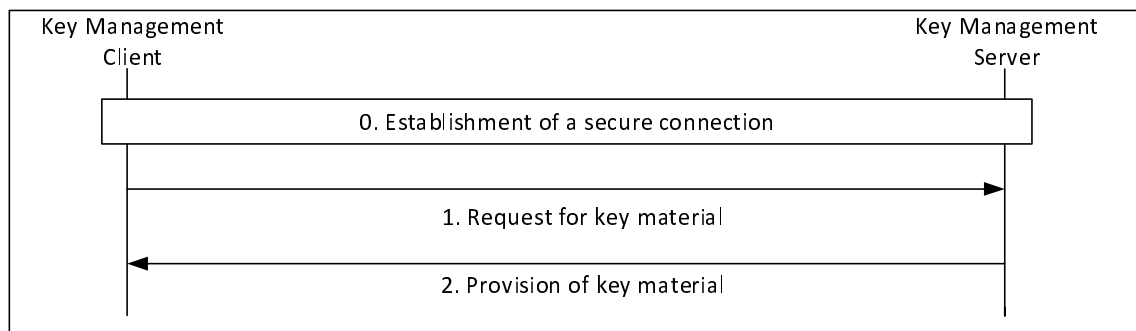 Key Management
Client
Key Management
Server
0. Establishment of a secure connection
1. Request for key material
2. Provision of key material